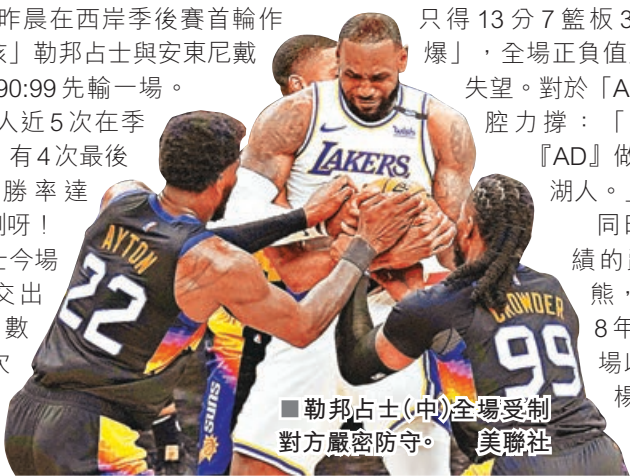 昨晨在西岸季後賽首輪作
」勒邦占士與安東尼戴
90:99先輸一場。
人近5次在季
有4次最後
勝率達
呀！
今場
交出
數
次
只得13分7籃板3
爆」，全場正負值
失望。對於「A
腔力撐：「
『AD』做
湖人。」
同日
績的
熊，
8年
場以
楊
LAKERS
AYTON
22
CROWDER
99
SUNS
■勒邦占士(中)全場受制
對方嚴密防守。 美聯社